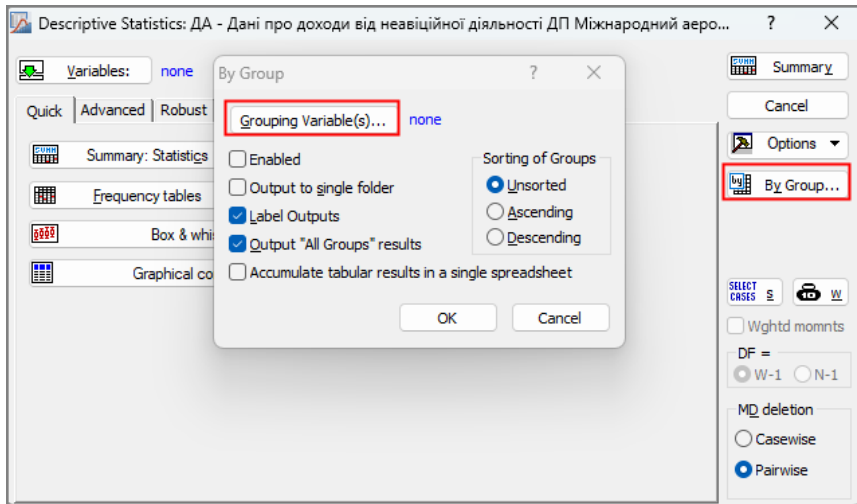 Descriptive Statistics: ДА - Дані про доходи від неавіційної діяльності ДП Міжнародний аеро... ? ×
Variables: none
Quick Advanced Robust
Summary: Statistics
Frequency tables
Box & whi
Graphical co
By Group ? ×
Grouping Variable(s)... none
Enabled
Output to single folder
Label Outputs
Output "All Groups" results
Accumulate tabular results in a single spreadsheet
Sorting of Groups
Unsorted
Ascending
Descending
OK Cancel
SUMM Summary
Cancel
Options
By Group...
SELECT CASES S W
Wghtd momnts
DF =
W-1 N-1
MD deletion
Casewise
Pairwise